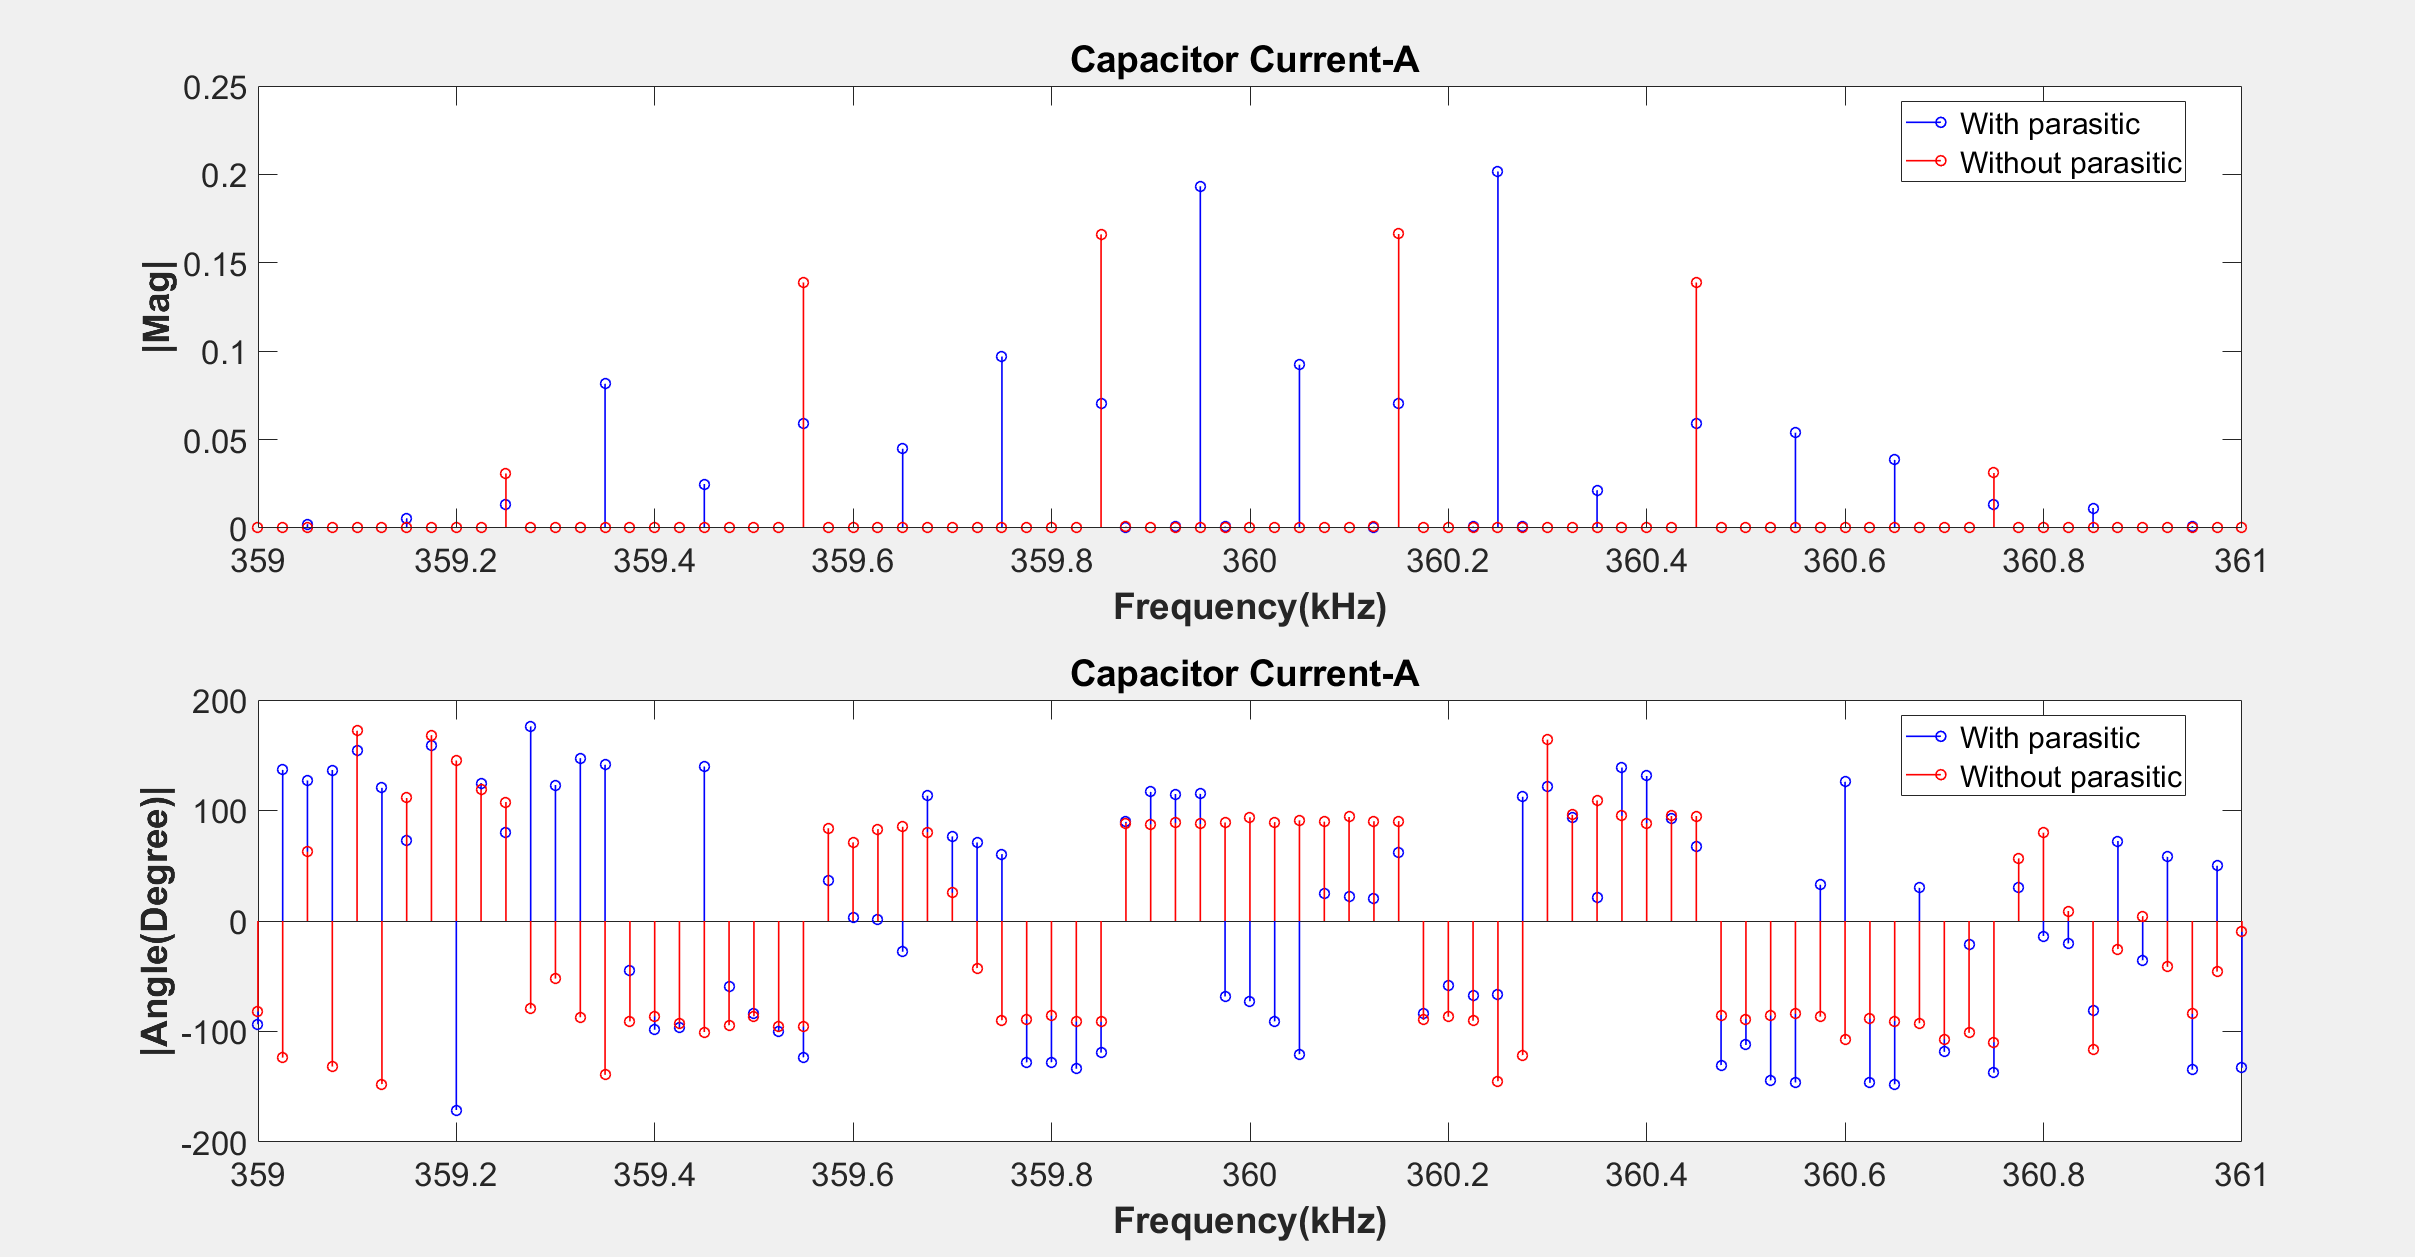 Capacitor Current-A
0.25
0.2
0.15
0.1
0.05
0
|Mag|
With parasitic
Without parasitic
359 359.2 359.4 359.6 359.8 360 360.2 360.4 360.6 360.8 361
Frequency(kHz)
Capacitor Current-A
200
100
0
-100
-200
|Angle(Degree)|
With parasitic
Without parasitic
359 359.2 359.4 359.6 359.8 360 360.2 360.4 360.6 360.8 361
Frequency(kHz)